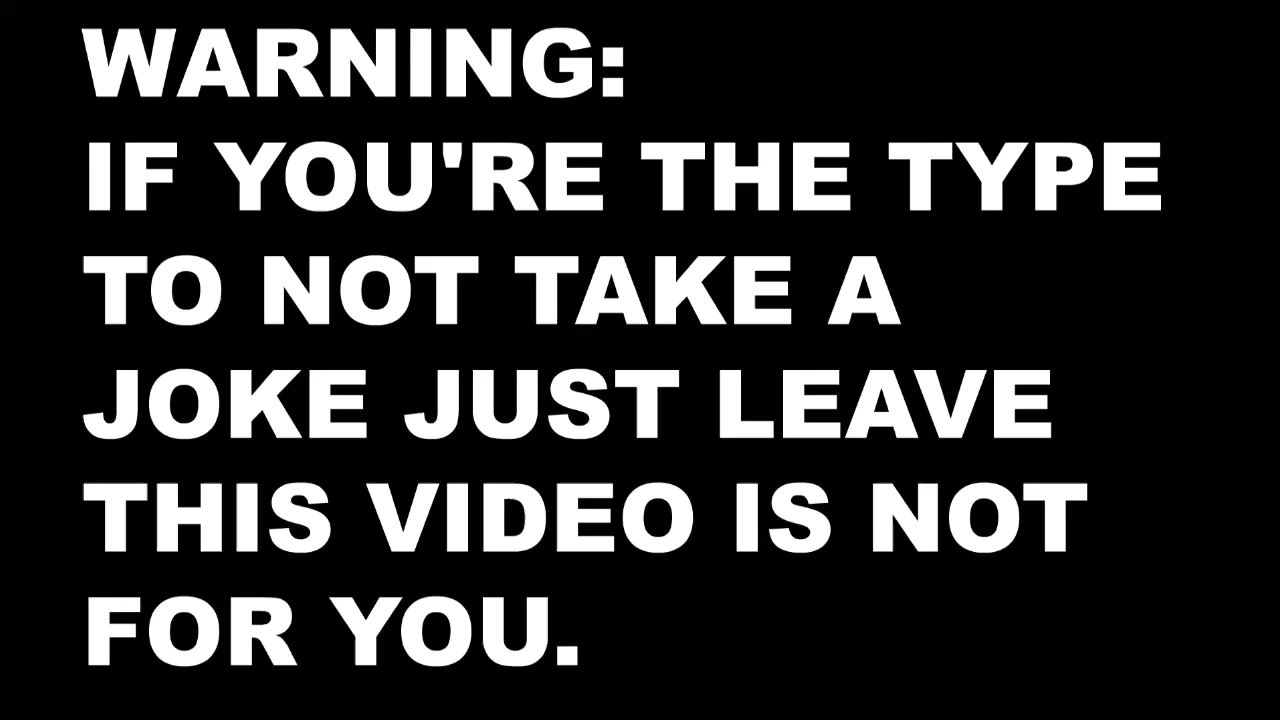 WARNING:
IF YOU'RE THE TYPE
TO NOT TAKE A
JOKE JUST LEAVE
THIS VIDEO IS NOT
FOR YOU.